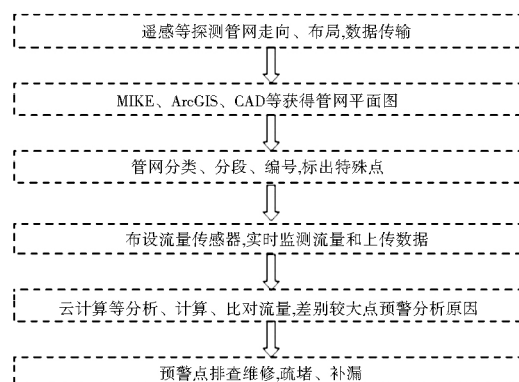 遥感等探测管网走向、布局,数据传输
MIKE、ArcGIS、CAD等获得管网平面图
管网分类、分段、编号,标出特殊点
布设流量传感器,实时监测流量和上传数据
云计算等分析、计算、比对流量,差别较大点预警分析原因
预警点排查维修,疏堵、补漏